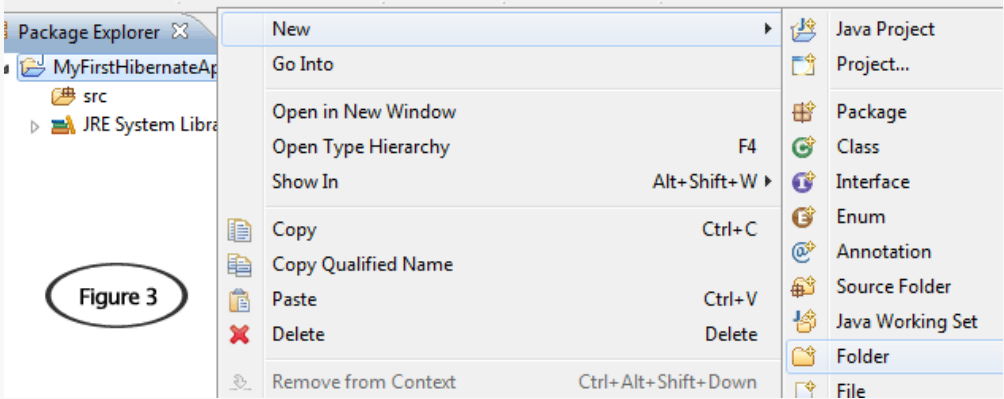 Package Explorer
MyFirstHibernateAp
src
JRE System Libra
Figure 3
New
Go Into
Open in New Window
Open Type Hierarchy F4
Show In Alt+Shift+W
Copy Ctrl+C
Copy Qualified Name
Paste Ctrl+V
Delete Delete
Remove from Context Ctrl+Alt+Shift+Down
Java Project
Project...
Package
Class
Interface
Enum
Annotation
Source Folder
Java Working Set
Folder
File